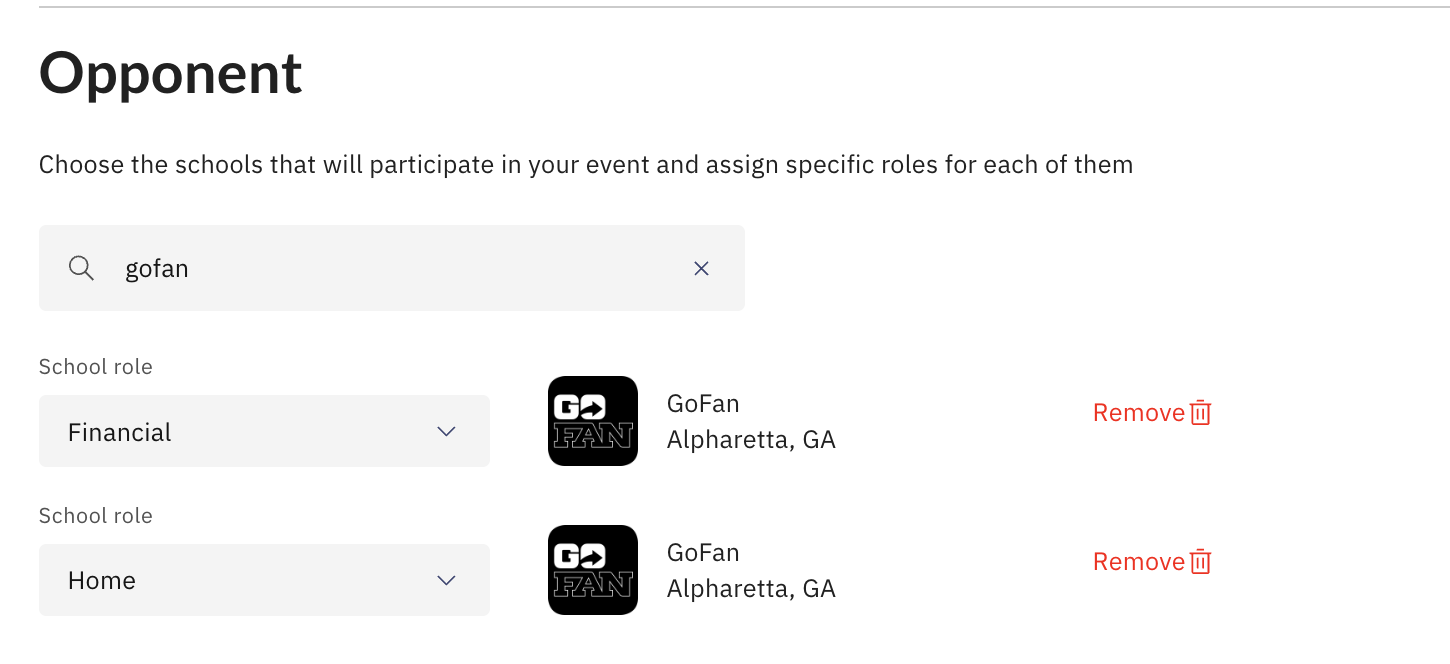 Opponent
Choose the schools that will participate in your event and assign specific roles for each of them
gofan
School role
Financial
GO
FAN
GoFan
Alpharetta, GA
Remove
School role
Home
GO
FAN
GoFan
Alpharetta, GA
Remove